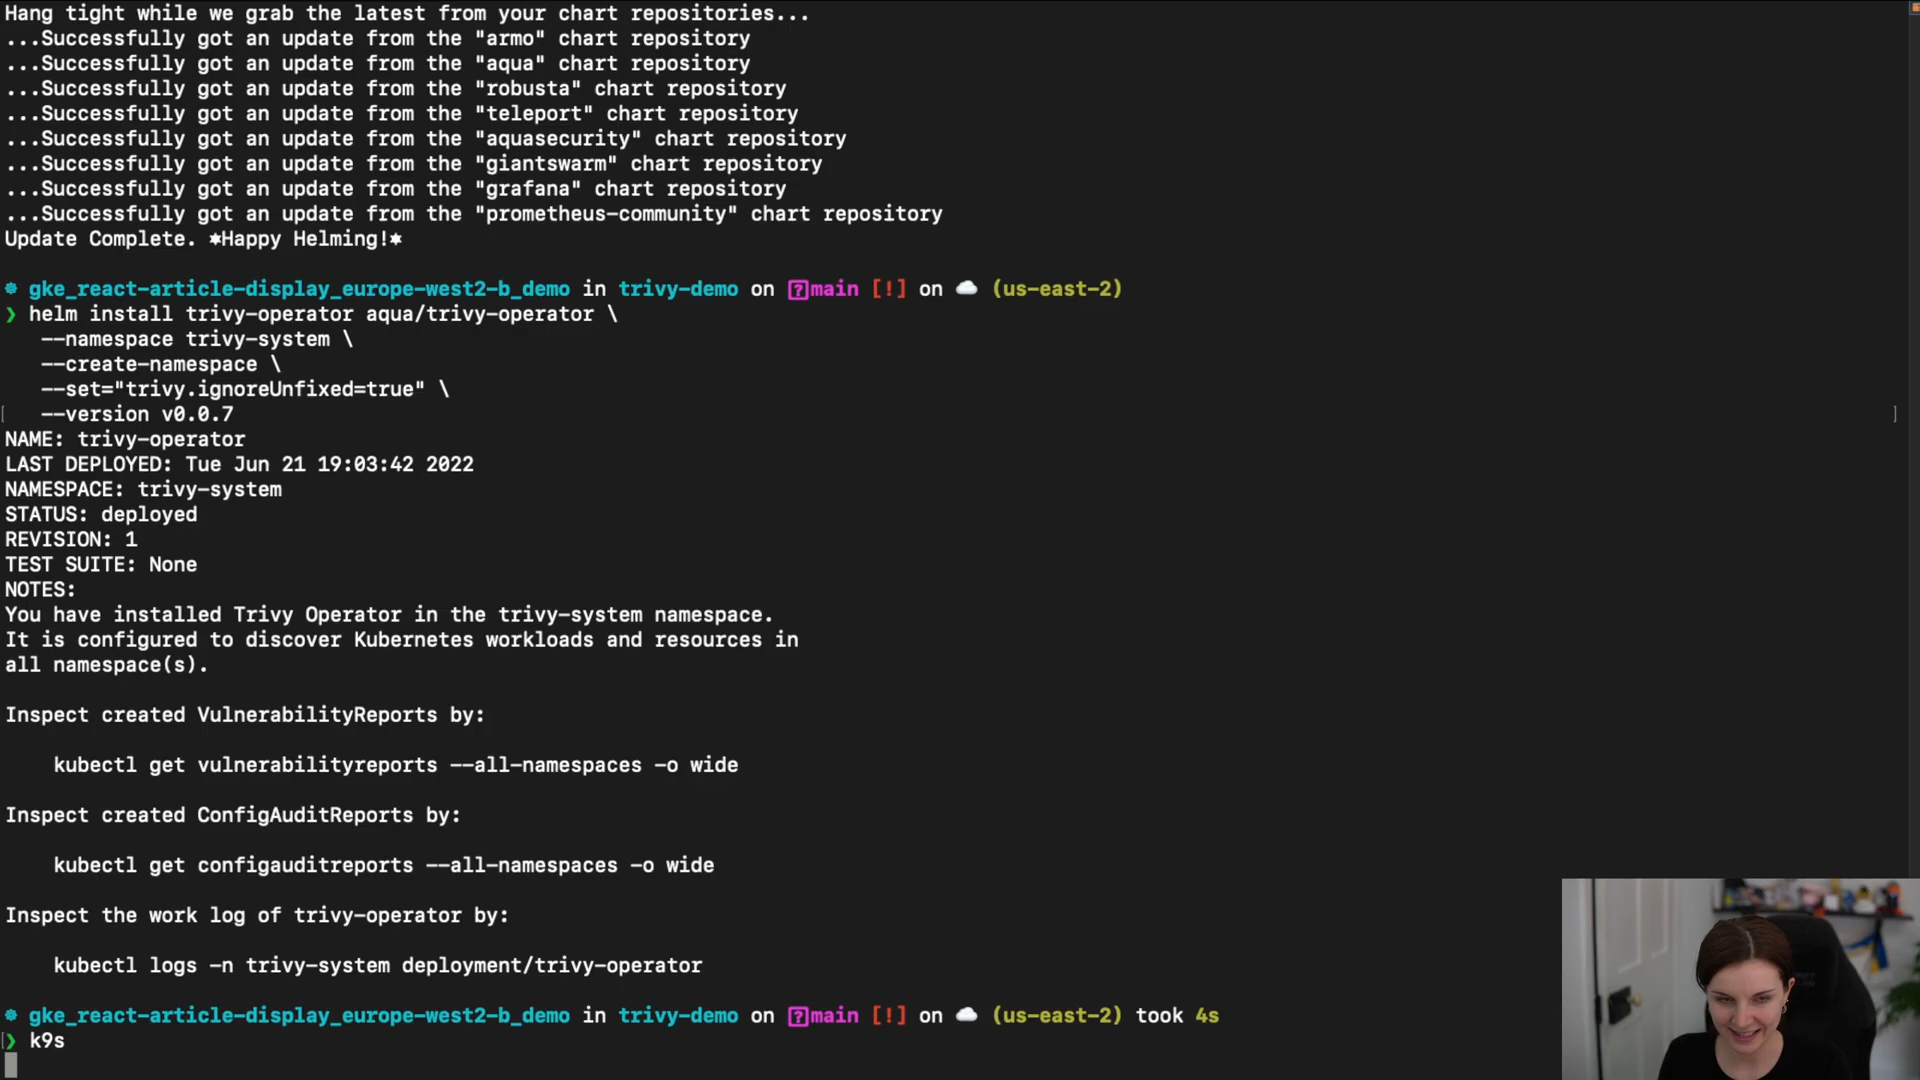 Hang tight while we grab the latest from your chart repositories...
...Successfully got an update from the "armo" chart repository
...Successfully got an update from the "aqua" chart repository
...Successfully got an update from the "robusta" chart repository
...Successfully got an update from the "teleport" chart repository
...Successfully got an update from the "aquasecurity" chart repository
...Successfully got an update from the "giantswarm" chart repository
...Successfully got an update from the "grafana" chart repository
...Successfully got an update from the "prometheus-community" chart repository
Update Complete. ✶Happy Helming!✶
☸ gke_react-article-display_europe-west2-b_demo in trivy-demo on [?]main [!] on ☁ (us-east-2)
❯ helm install trivy-operator aqua/trivy-operator \
--namespace trivy-system \
--create-namespace \
--set="trivy.ignoreUnfixed=true" \
[ --version v0.0.7 ]
NAME: trivy-operator
LAST DEPLOYED: Tue Jun 21 19:03:42 2022
NAMESPACE: trivy-system
STATUS: deployed
REVISION: 1
TEST SUITE: None
NOTES:
You have installed Trivy Operator in the trivy-system namespace.
It is configured to discover Kubernetes workloads and resources in
all namespace(s).
Inspect created VulnerabilityReports by:
kubectl get vulnerabilityreports --all-namespaces -o wide
Inspect created ConfigAuditReports by:
kubectl get configauditreports --all-namespaces -o wide
Inspect the work log of trivy-operator by:
kubectl logs -n trivy-system deployment/trivy-operator
☸ gke_react-article-display_europe-west2-b_demo in trivy-demo on [?]main [!] on ☁ (us-east-2) took 4s
[❯ k9s